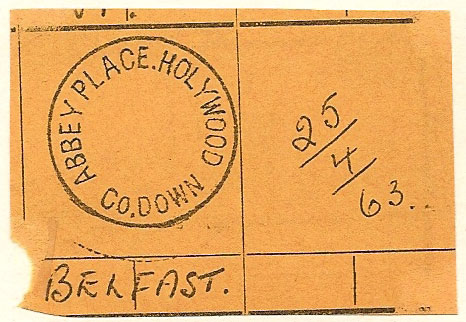 ABBEY PLACE. HOLYWOOD
CO. DOWN
25/4/63..
BELFAST.